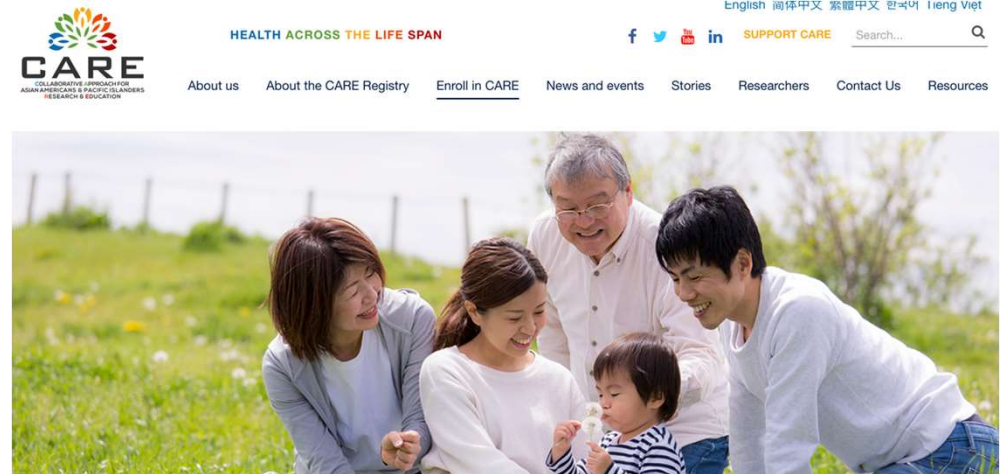 English 简体中文 繁體中文 한국어 Tiếng Việt
HEALTH ACROSS THE LIFE SPAN
You Tube
SUPPORT CARE
Search...
CARE
COLLABORATIVE APPROACH FOR
ASIAN AMERICANS & PACIFIC ISLANDERS
RESEARCH & EDUCATION
About us
About the CARE Registry
Enroll in CARE
News and events
Stories
Researchers
Contact Us
Resources